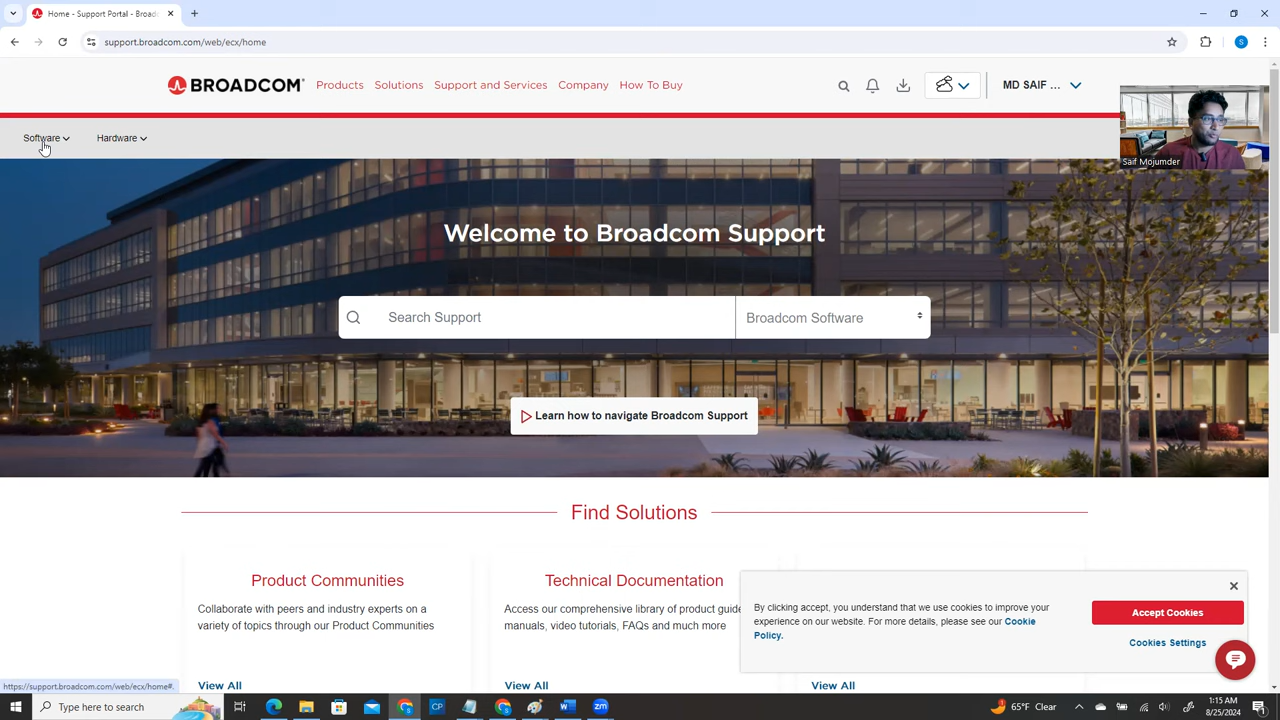 Home - Support Portal - Broad
support.broadcom.com/web/ecx/home
S
BROADCOM
Products
Solutions
Support and Services
Company
How To Buy
MD SAIF ...
Software
Hardware
Saif Mojumder
Welcome to Broadcom Support
Search Support
Broadcom Software
Learn how to navigate Broadcom Support
Find Solutions
Product Communities
Collaborate with peers and industry experts on a
variety of topics through our Product Communities
View All
Technical Documentation
Access our comprehensive library of product guide
manuals, video tutorials, FAQs and much more
View All
View All
By clicking accept, you understand that we use cookies to improve your
experience on our website. For more details, please see our Cookie
Policy.
Accept Cookies
Cookies Settings
https://support.broadcom.com/web/ecx/home#.
Type here to search
CP
W
zm
65°F Clear
1:15 AM
8/25/2024